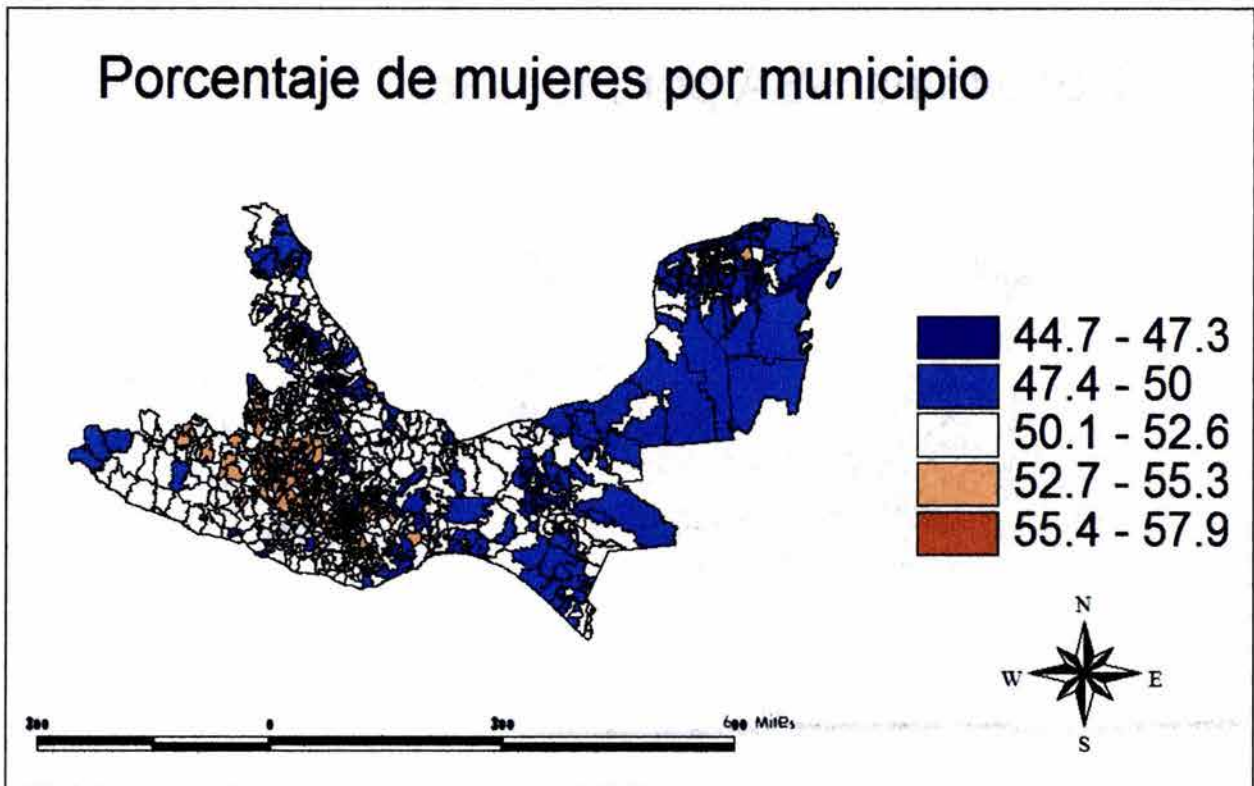 Porcentaje de mujeres por municipio
44.7 - 47.3
47.4 - 50
50.1 - 52.6
52.7 - 55.3
55.4 - 57.9
N
W E
S
300 0 300 600 Miles